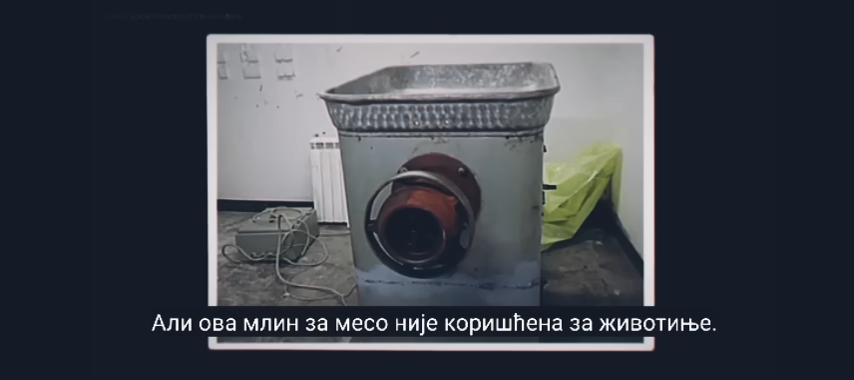 Али ова млин за месо није коришћена за животиње.